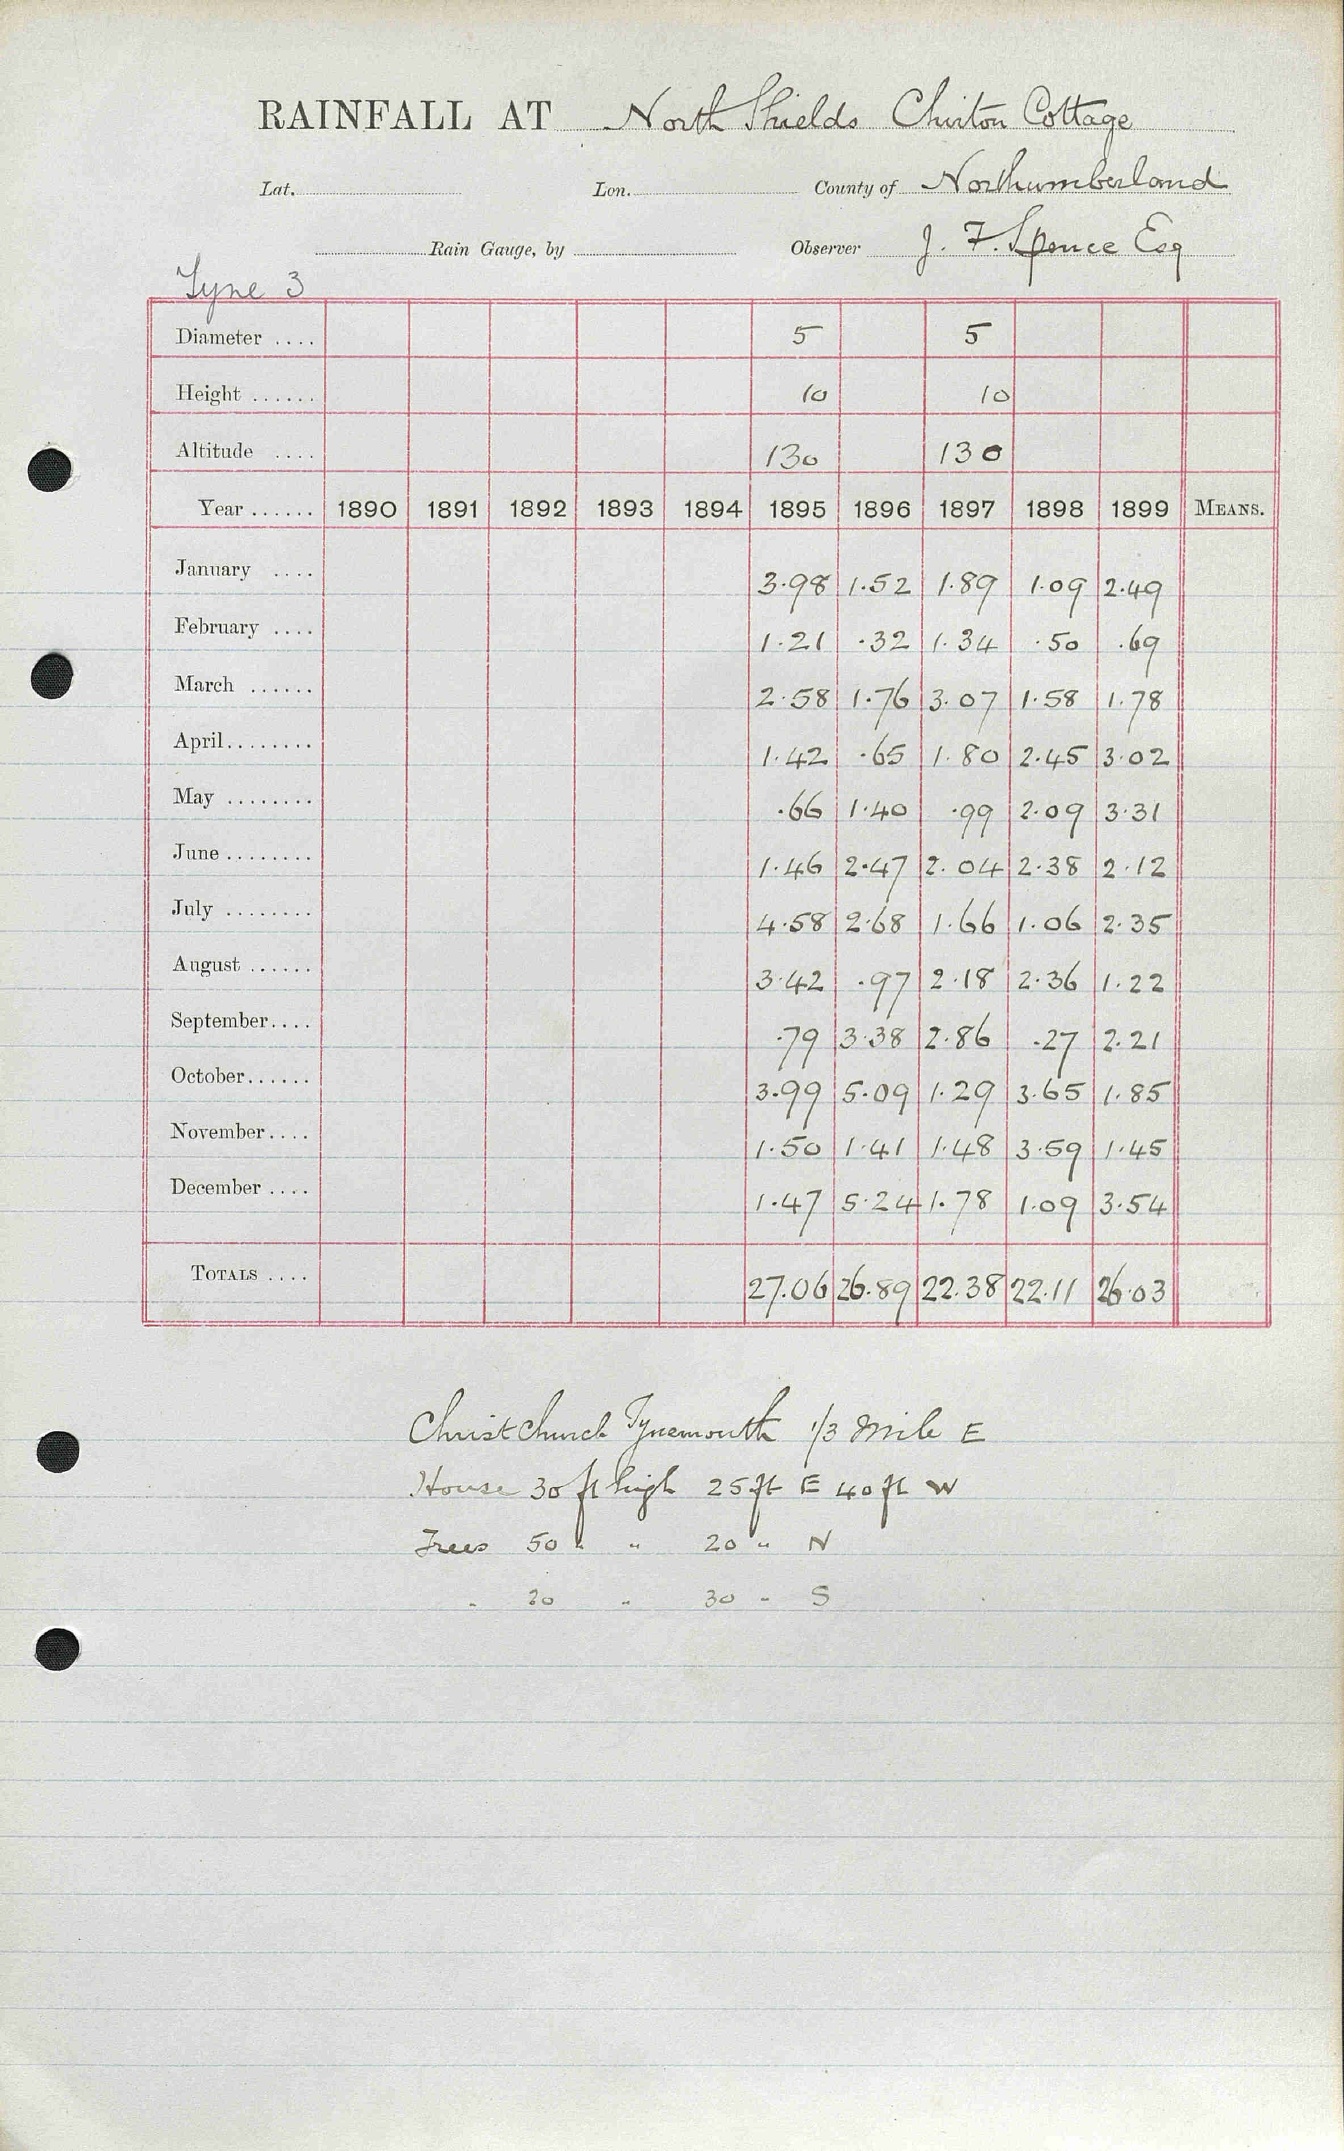 RAINFALL AT North Shields Chirton Cottage
Lat. Lon. County of Northumberland
Rain Gauge, by Observer J. F. Spence Esq
Tyne 3
Diameter .... 5 5
Height ...... 10 10
Altitude .... 130 130
Year ...... 1890 1891 1892 1893 1894 1895 1896 1897 1898 1899 MEANS.
January .... 3.98 1.52 1.89 1.09 2.49
February .... 1.21 .32 1.34 .50 .69
March ...... 2.58 1.76 3.07 1.58 1.78
April........ 1.42 .65 1.80 2.45 3.02
May ........ .66 1.40 .99 2.09 3.31
June ........ 1.46 2.47 2.04 2.38 2.12
July ........ 4.58 2.68 1.66 1.06 2.35
August ...... 3.42 .97 2.18 2.36 1.22
September.... .79 3.38 2.86 .27 2.21
October...... 3.99 5.09 1.29 3.65 1.85
November.... 1.50 1.41 1.48 3.59 1.45
December .... 1.47 5.24 1.78 1.09 3.54
TOTALS .... 27.06 26.89 22.38 22.11 26.03
Christchurch Tynemouth 1/3 Mile E
House 30 ft high 25 ft E 40 ft W
Trees 50 " " 20 " N
" 20 " 30 " S